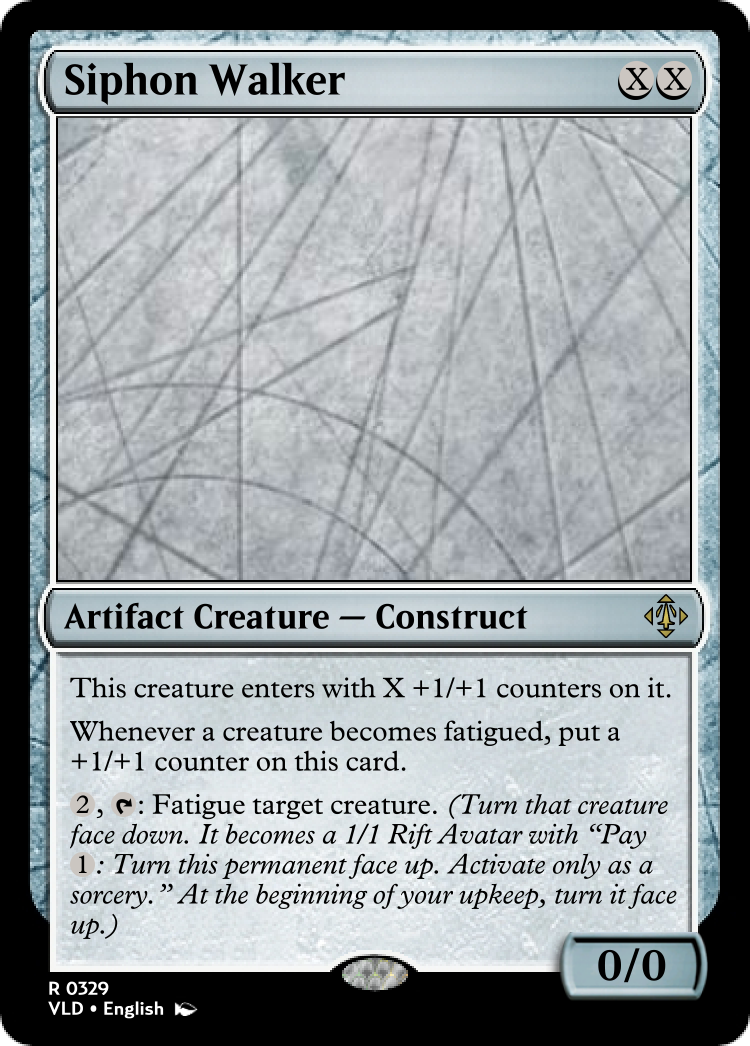 Siphon Walker XX
Artifact Creature — Construct
This creature enters with X +1/+1 counters on it.
Whenever a creature becomes fatigued, put a
+1/+1 counter on this card.
2, : Fatigue target creature. (Turn that creature
face down. It becomes a 1/1 Rift Avatar with “Pay
1: Turn this permanent face up. Activate only as a
sorcery.” At the beginning of your upkeep, turn it face
up.)
0/0
R 0329
VLD • English